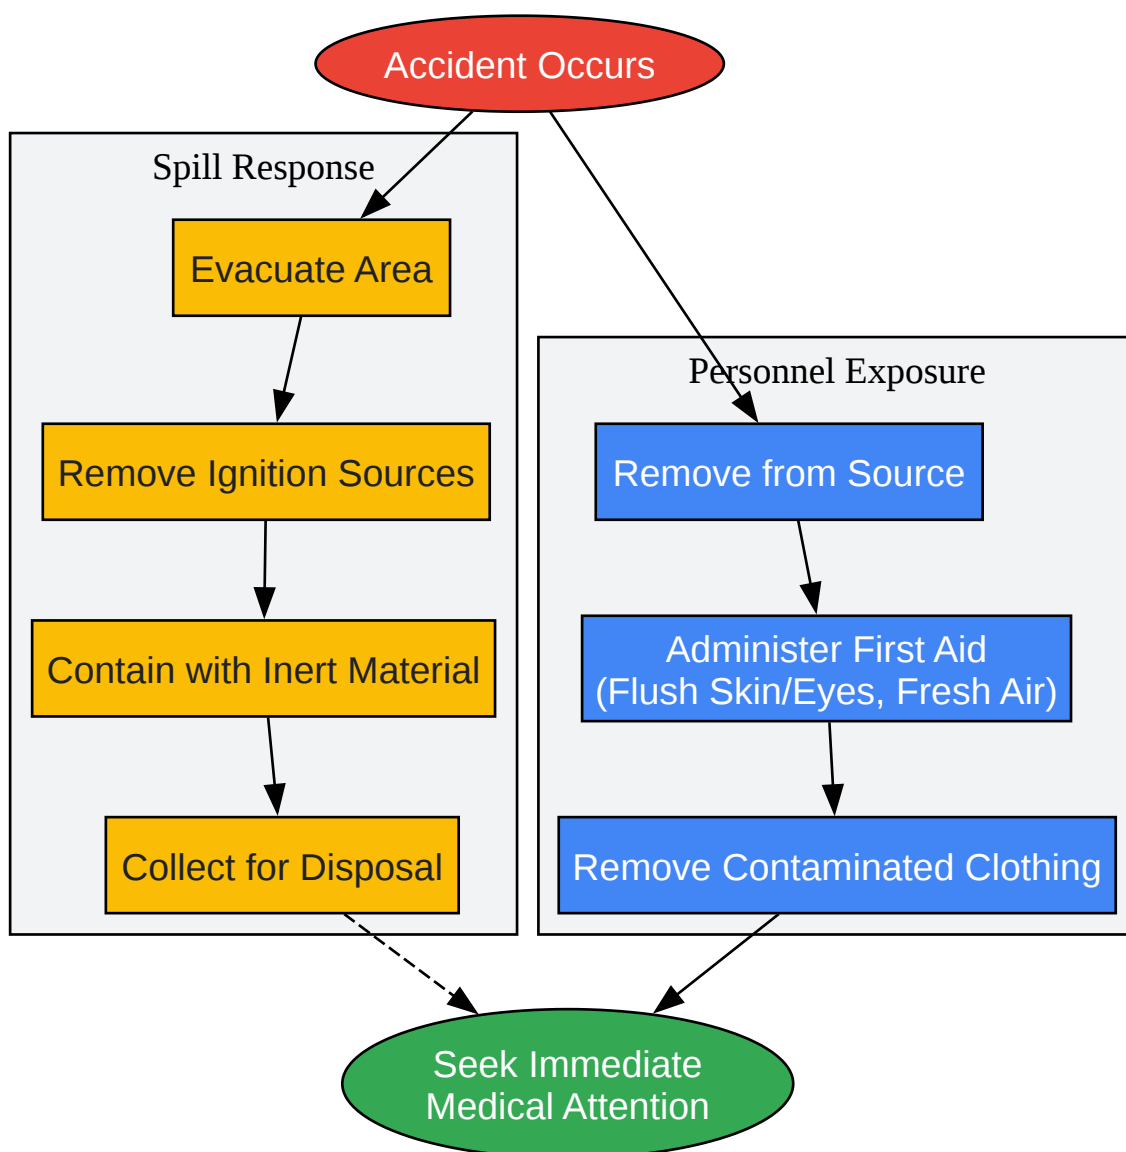 Accident Occurs
Spill Response
Evacuate Area
Remove Ignition Sources
Contain with Inert Material
Collect for Disposal
Personnel Exposure
Remove from Source
Administer First Aid
(Flush Skin/Eyes, Fresh Air)
Remove Contaminated Clothing
Seek Immediate
Medical Attention